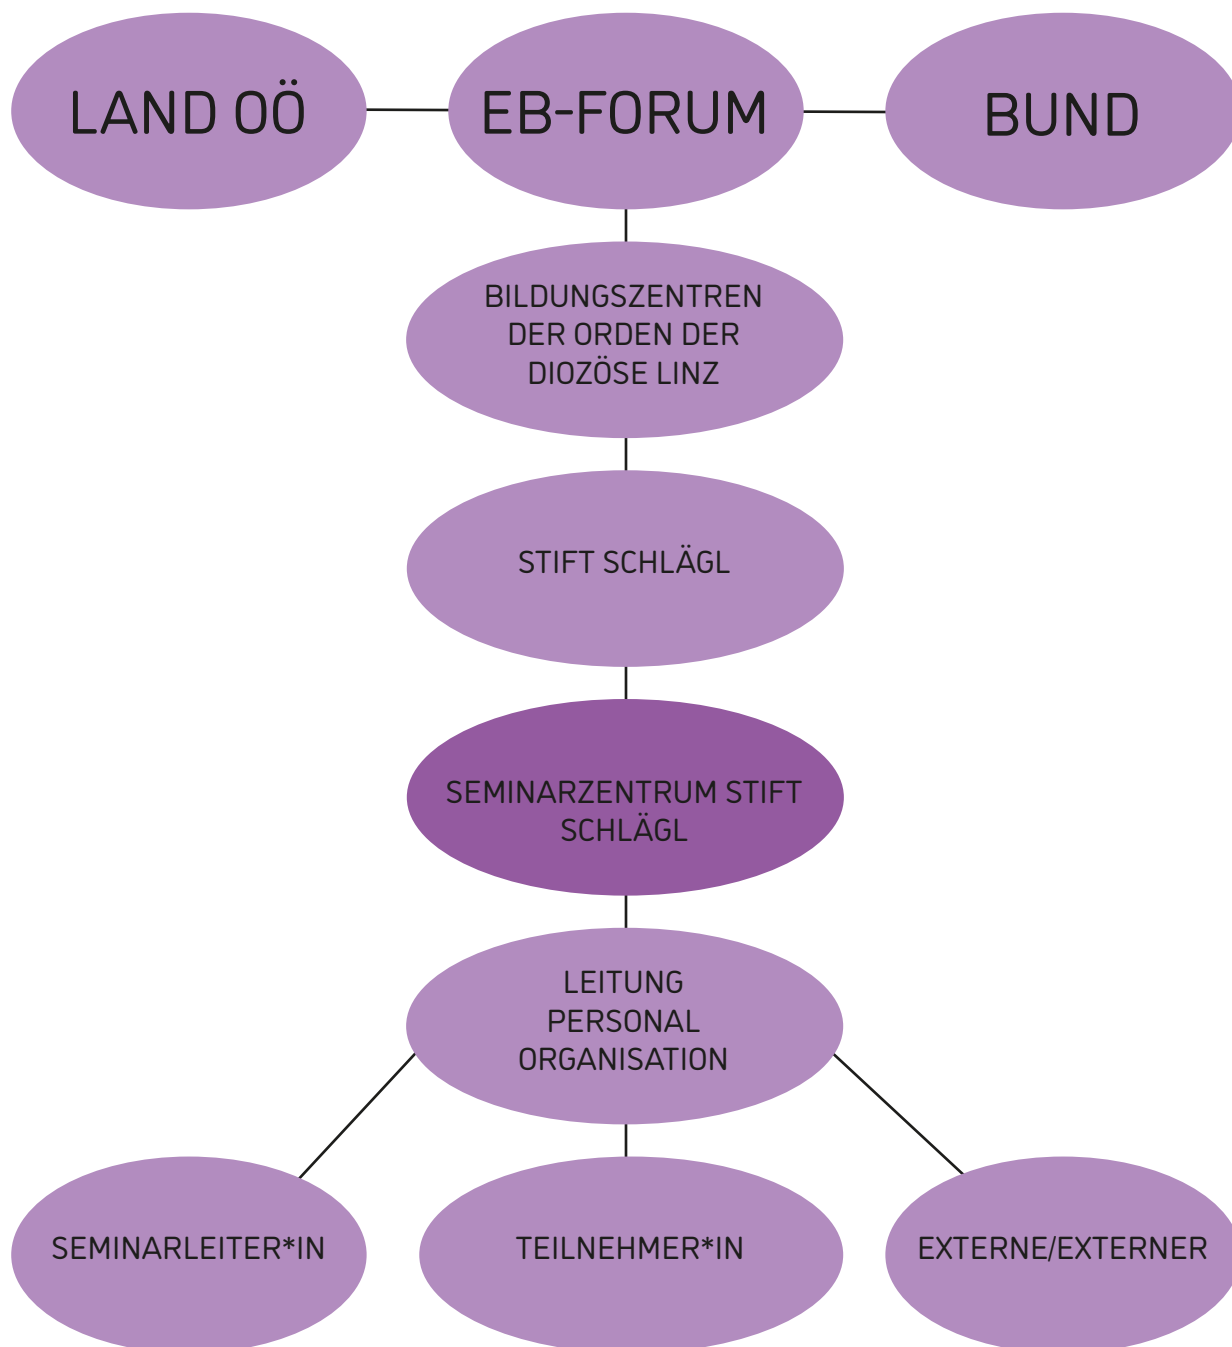 LAND OÖ
EB-FORUM
BUND
BILDUNGSZENTREN
DER ORDEN DER
DIOZÖSE LINZ
STIFT SCHLÄGL
SEMINARZENTRUM STIFT
SCHLÄGL
LEITUNG
PERSONAL
ORGANISATION
SEMINARLEITER*IN
TEILNEHMER*IN
EXTERNE/EXTERNER